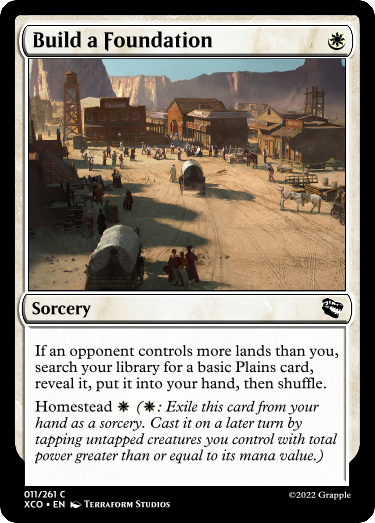 Build a Foundation
Sorcery
If an opponent controls more lands than you,
search your library for a basic Plains card,
reveal it, put it into your hand, then shuffle.
Homestead (: Exile this card from your
hand as a sorcery. Cast it on a later turn by
tapping untapped creatures you control with total
power greater than or equal to its mana value.)
011/261 C
XCO • EN Terraform Studios
©2022 Grapple